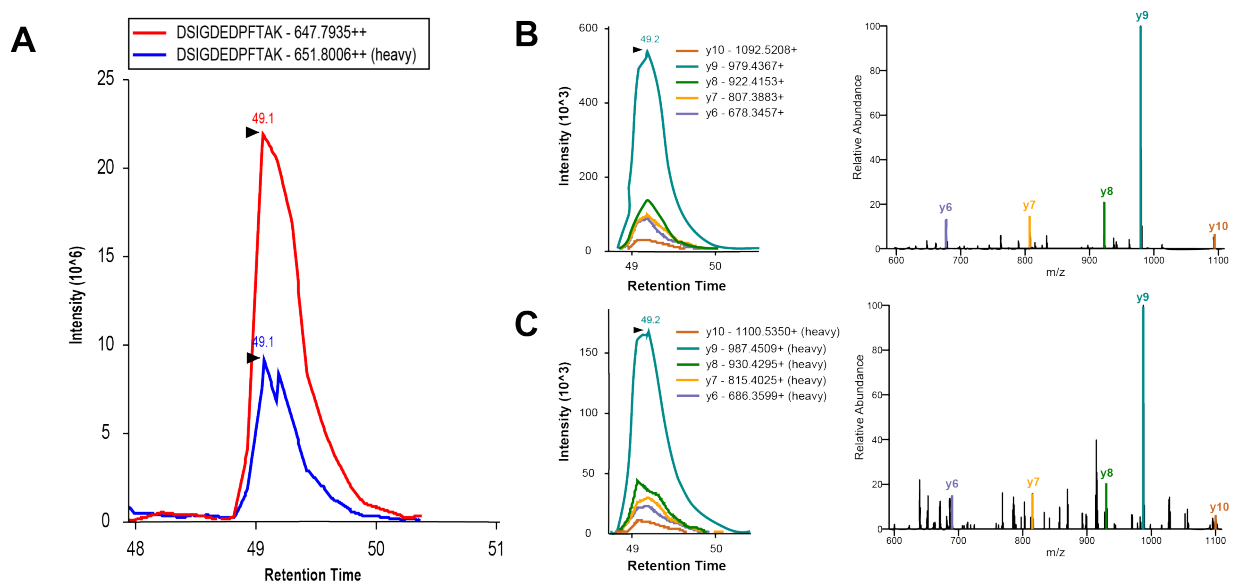 A
DSIGDEDPFTAK - 647.7935++
DSIGDEDPFTAK - 651.8006++ (heavy)
25
20
15
10
5
0
49.1
49.1
Intensity (10^6)
48
49
50
51
Retention Time
B
600
400
200
0
49.2
y10 - 1092.5208+
y9 - 979.4367+
y8 - 922.4153+
y7 - 807.3883+
y6 - 678.3457+
Intensity (10^3)
49
50
Retention Time
100
80
60
40
20
0
Relative Abundance
y6
y7
y8
y9
y10
600
700
800
900
1000
1100
m/z
C
150
100
50
0
49.2
y10 - 1100.5350+ (heavy)
y9 - 987.4509+ (heavy)
y8 - 930.4295+ (heavy)
y7 - 815.4025+ (heavy)
y6 - 686.3599+ (heavy)
Intensity (10^3)
49
50
Retention Time
100
80
60
40
20
0
Relative Abundance
y6
y7
y8
y9
y10
600
700
800
900
1000
1100
m/z